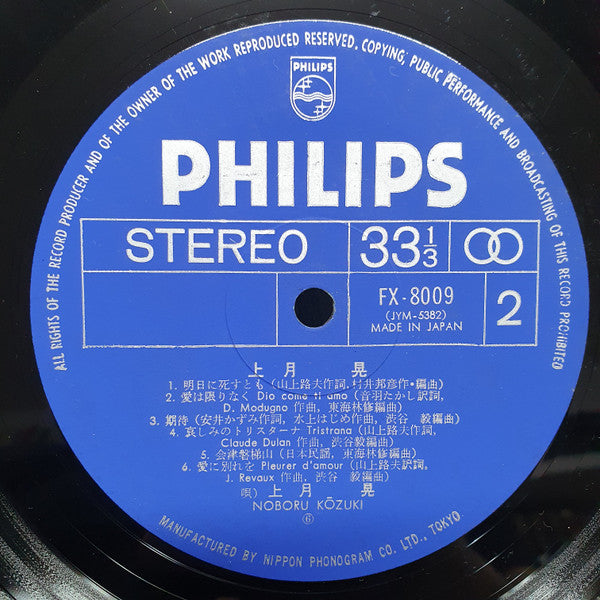 ALL RIGHTS OF THE RECORD PRODUCER AND OF THE OWNER OF THE WORK REPRODUCED RESERVED. COPYING, PUBLIC PERFORMANCE AND BROADCASTING OF THIS RECORD PROHIBITED
PHILIPS
PHILIPS
STEREO 33 1/3
FX-8009 2
(JYM-5382)
MADE IN JAPAN
上月 晃
1. 明日に死すとも (山上路夫作詞, 村井邦彦作・編曲)
2. 愛は限りなく Dio come ti amo (音羽たかし訳詞,
D. Modugno 作曲, 東海林修編曲)
3. 期待 (安井かずみ作詞, 水上はじめ作曲, 渋谷 毅編曲)
4. 哀しみのトリスターナ Tristrana (山上路夫作詞,
Claude Dulan 作曲, 渋谷毅編曲)
5. 会津磐梯山 (日本民謡, 東海林修編曲)
6. 愛に別れを Pleurer d'amour (山上路夫訳詞,
J. Revaux 作曲, 渋谷 毅編曲)
唄) 上月 晃
NOBORU KŌZUKI
⑥
MANUFACTURED BY NIPPON PHONOGRAM CO. LTD., TOKYO.